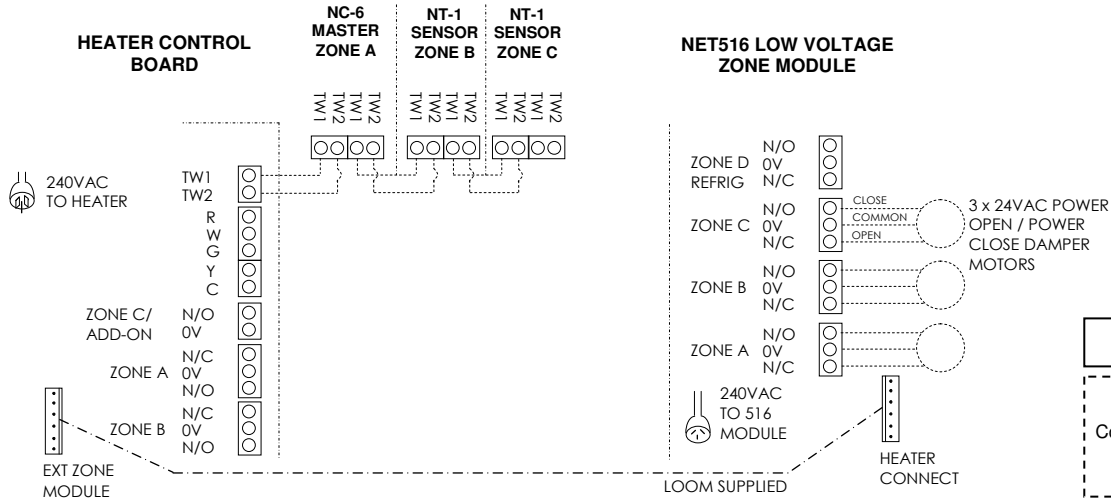 HEATER CONTROL
BOARD
NC-6
MASTER
ZONE A
NT-1
SENSOR
ZONE B
NT-1
SENSOR
ZONE C
NET516 LOW VOLTAGE
ZONE MODULE
TW1
TW2
TW1
TW2
TW1
TW2
TW1
TW2
TW1
TW2
TW1
TW2
240VAC
TO HEATER
TW1
TW2
R
W
G
Y
C
ZONE C/
ADD-ON
N/O
0V
ZONE A
N/C
0V
N/O
ZONE B
N/C
0V
N/O
EXT ZONE
MODULE
LOOM SUPPLIED
ZONE D
REFRIG
N/O
0V
N/C
ZONE C
N/O
0V
N/C
CLOSE
COMMON
OPEN
3 x 24VAC POWER
OPEN / POWER
CLOSE DAMPER
MOTORS
ZONE B
N/O
0V
N/C
ZONE A
N/O
0V
N/C
240VAC
TO 516
MODULE
HEATER
CONNECT